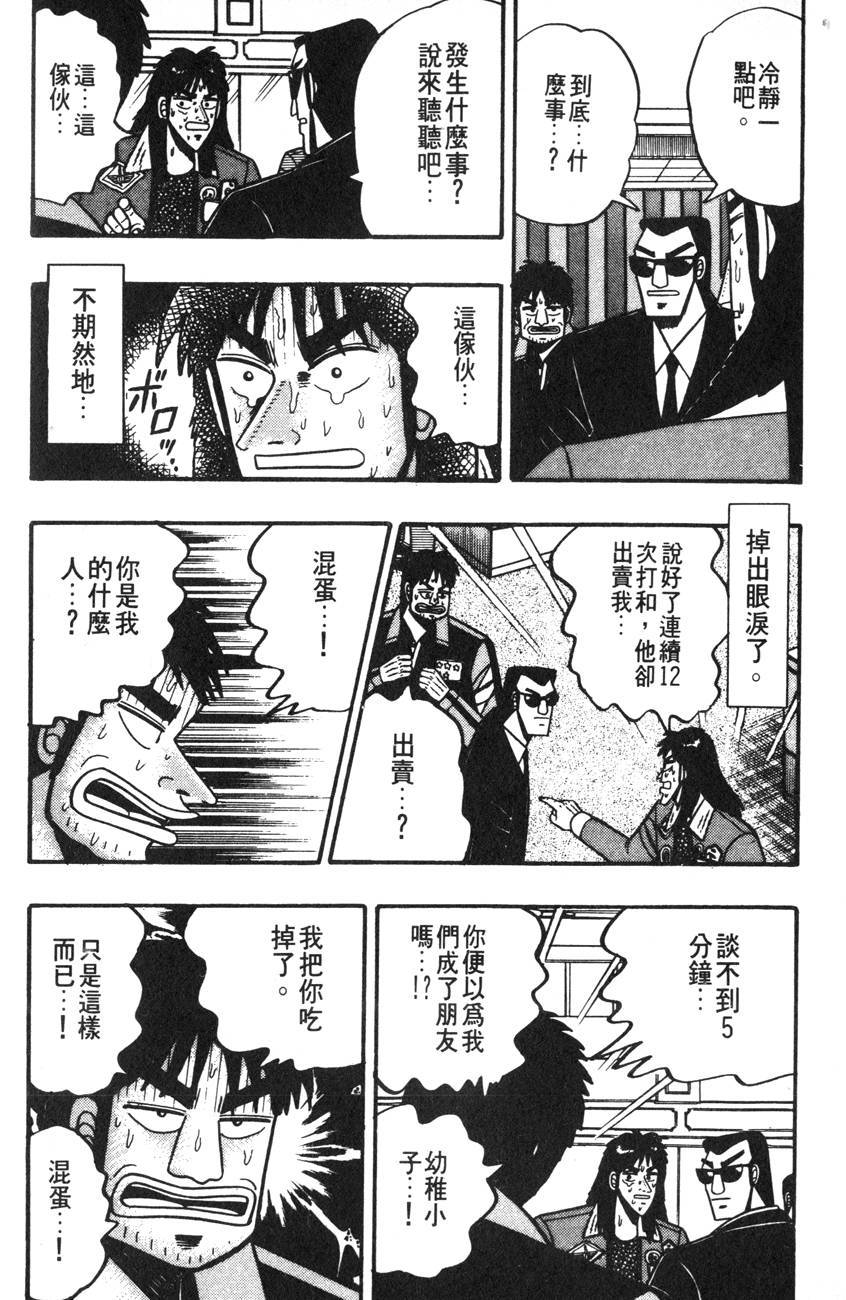 冷靜一
點吧。
到底…什
麼事…？
發生什麼事？
說來聽聽吧…
這…這
傢伙…
這傢伙…
ボロッ
不期然地…
掉出眼淚了。
說好了連續12
次打和，他卻
出賣我…
出賣…？
混蛋…！
你是我
的什麼
人…？
談不到5
分鐘…
你便以為我
們成了朋友
嗎…!?
幼稚小
子…！
我把你吃
掉了。
只是這樣
而已…！
混蛋…！